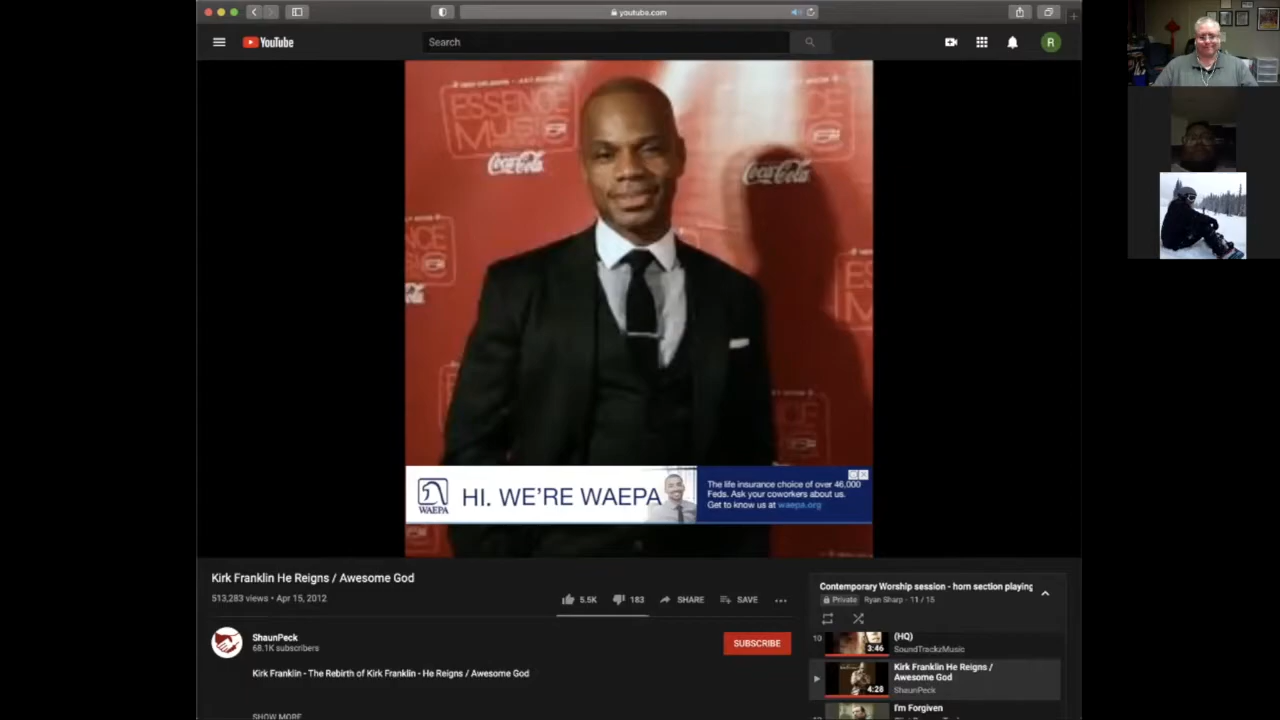 youtube.com
YouTube
Search
R
ESSENCE
MUSIC
Coca-Cola
Coca-Cola
NCE
ESS
WAEPA
HI. WE'RE WAEPA
The life insurance choice of over 46,000
Feds. Ask your coworkers about us.
Get to know us at waepa.org
Kirk Franklin He Reigns / Awesome God
513,283 views • Apr 15, 2012
5.5K
183
SHARE
SAVE
ShaunPeck
68.1K subscribers
SUBSCRIBE
Kirk Franklin - The Rebirth of Kirk Franklin - He Reigns / Awesome God
SHOW MORE
Contemporary Worship session - horn section playing
Private Ryan Sharp - 11 / 15
10
(HQ)
SoundTrackzMusic
3:46
Kirk Franklin He Reigns /
Awesome God
ShaunPeck
4:28
I'm Forgiven